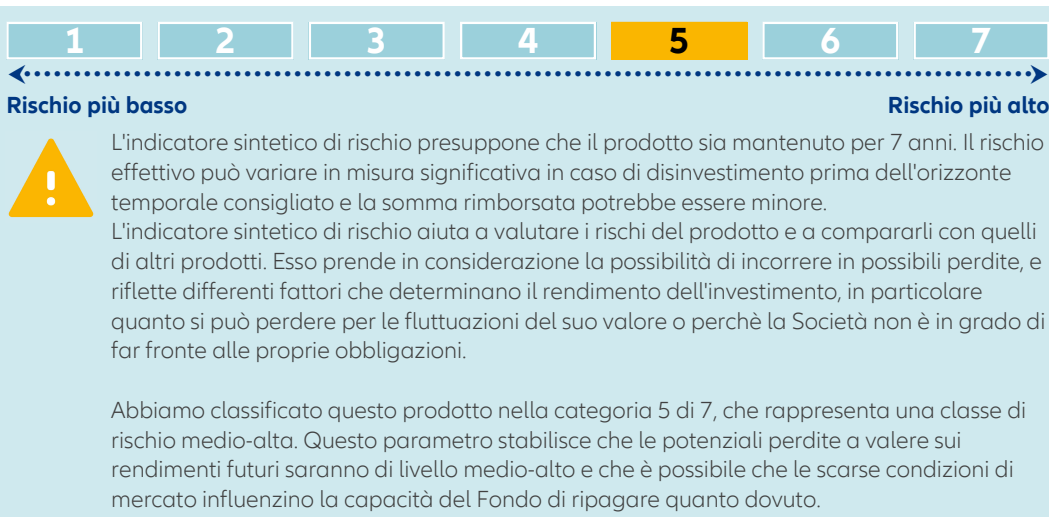 1 2 3 4 5 6 7
Rischio più basso Rischio più alto
L'indicatore sintetico di rischio presuppone che il prodotto sia mantenuto per 7 anni. Il rischio
effettivo può variare in misura significativa in caso di disinvestimento prima dell'orizzonte
temporale consigliato e la somma rimborsata potrebbe essere minore.
L'indicatore sintetico di rischio aiuta a valutare i rischi del prodotto e a compararli con quelli
di altri prodotti. Esso prende in considerazione la possibilità di incorrere in possibili perdite, e
riflette differenti fattori che determinano il rendimento dell'investimento, in particolare
quanto si può perdere per le fluttuazioni del suo valore o perchè la Società non è in grado di
far fronte alle proprie obbligazioni.
Abbiamo classificato questo prodotto nella categoria 5 di 7, che rappresenta una classe di
rischio medio-alta. Questo parametro stabilisce che le potenziali perdite a valere sui
rendimenti futuri saranno di livello medio-alto e che è possibile che le scarse condizioni di
mercato influenzino la capacità del Fondo di ripagare quanto dovuto.